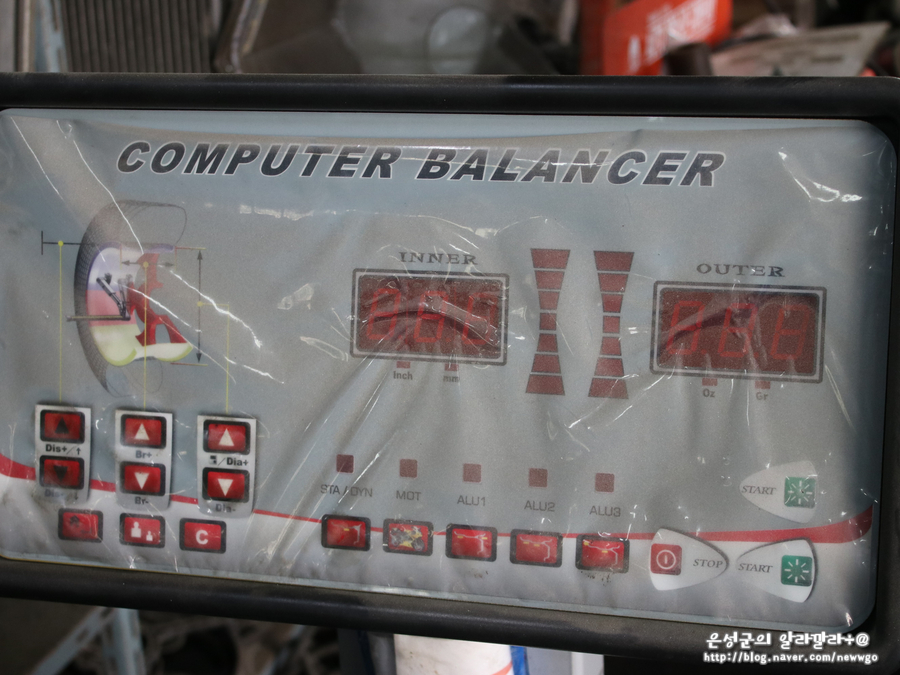 COMPUTER BALANCER
INNER
OUTER
Inch
mm
Oz
Gr
Dis+/↑
Br+
/Dia+
Br-
STA / DYN
MOT
ALU1
ALU2
ALU3
START
C
STOP
START
은성군의 알라깔라+@
http://blog.naver.com/newwgo